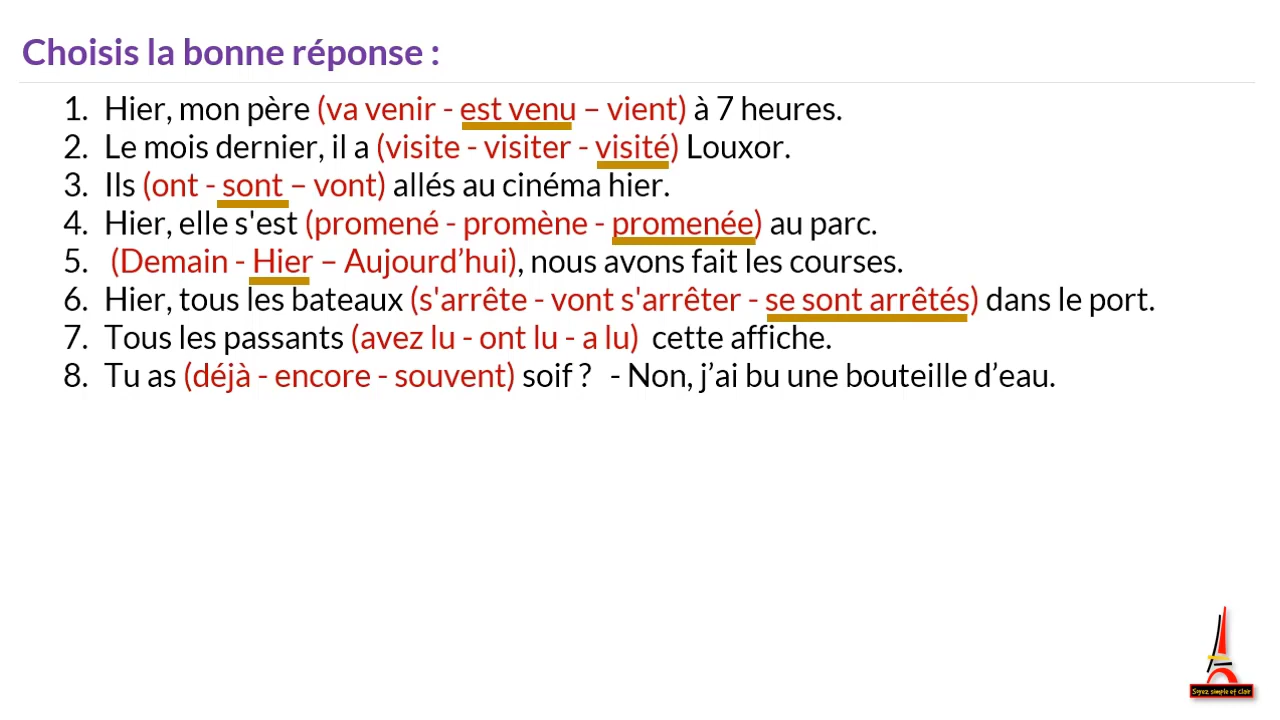 Choisis la bonne réponse :
1. Hier, mon père (va venir - est venu – vient) à 7 heures.
2. Le mois dernier, il a (visite - visiter - visité) Louxor.
3. Ils (ont - sont – vont) allés au cinéma hier.
4. Hier, elle s'est (promené - promène - promenée) au parc.
5. (Demain - Hier – Aujourd’hui), nous avons fait les courses.
6. Hier, tous les bateaux (s'arrête - vont s'arrêter - se sont arrêtés) dans le port.
7. Tous les passants (avez lu - ont lu - a lu) cette affiche.
8. Tu as (déjà - encore - souvent) soif ? - Non, j’ai bu une bouteille d’eau.
Soyez simple et clair